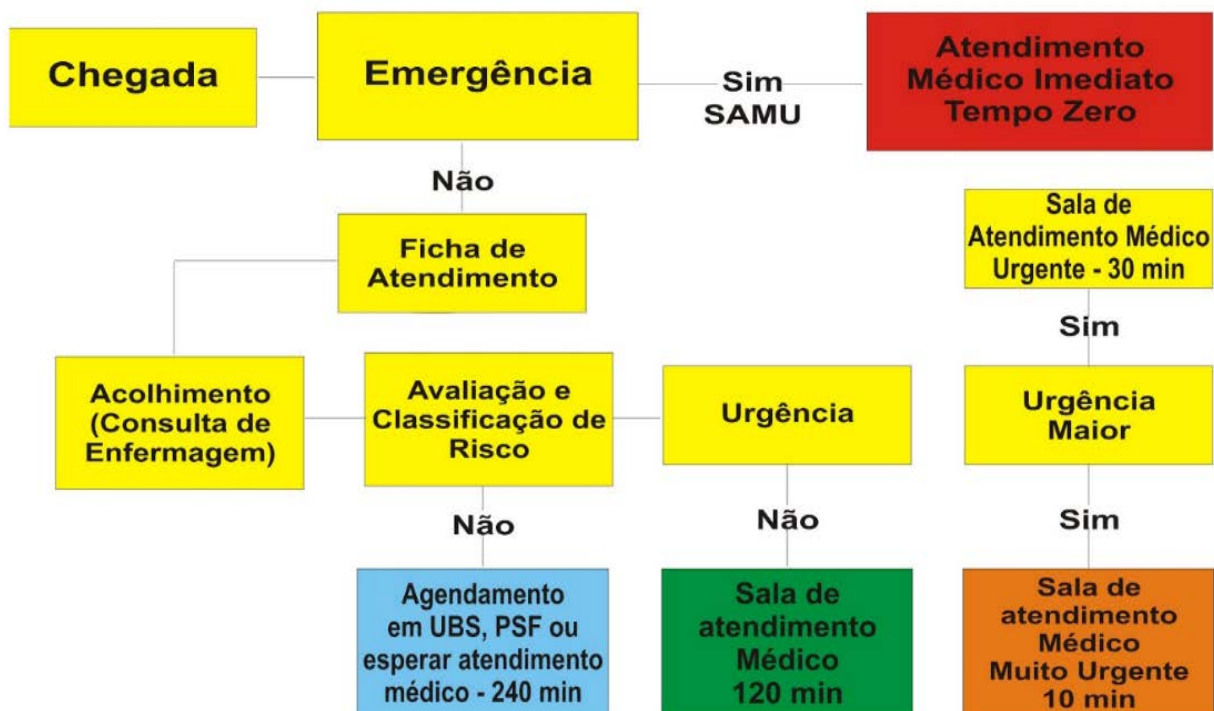 Chegada
Emergência
Sim
SAMU
Atendimento
Médico Imediato
Tempo Zero
Não
Ficha de
Atendimento
Sala de
Atendimento Médico
Urgente - 30 min
Sim
Acolhimento
(Consulta de
Enfermagem)
Avaliação e
Classificação de
Risco
Urgência
Urgência
Maior
Não
Não
Sim
Agendamento
em UBS, PSF ou
esperar atendimento
médico - 240 min
Sala de
atendimento
Médico
120 min
Sala de
atendimento
Médico
Muito Urgente
10 min